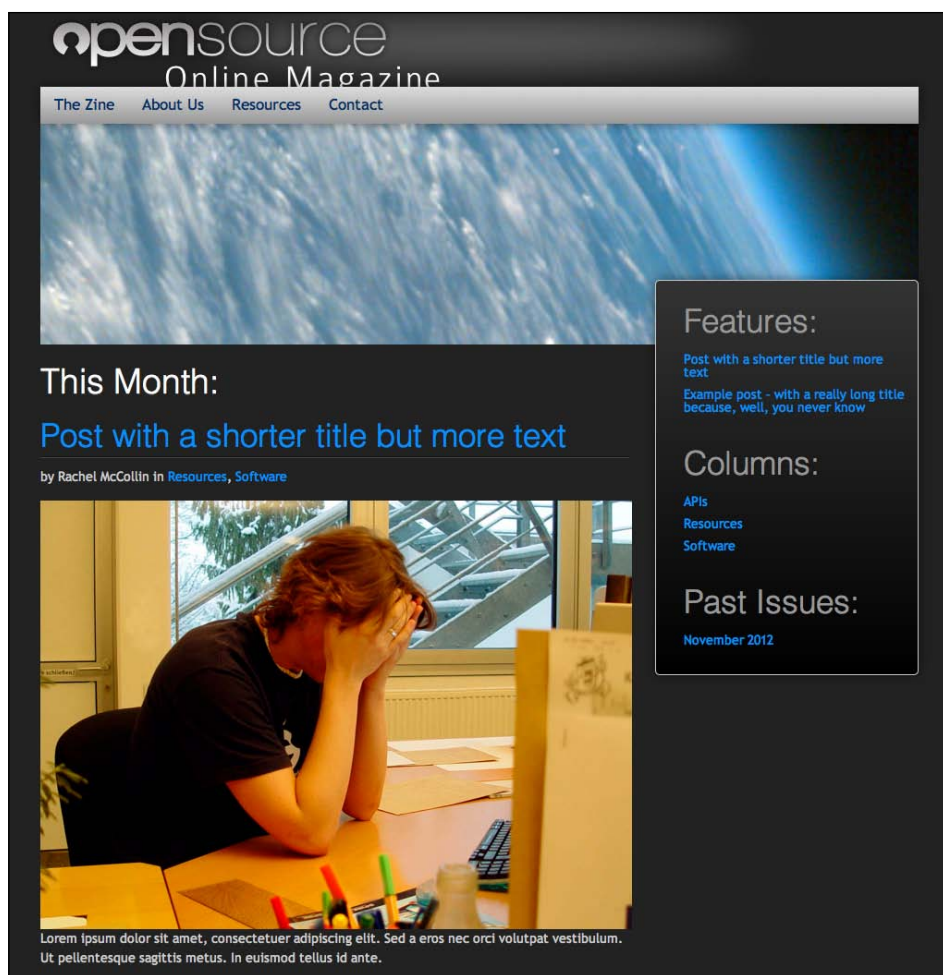 opensource
Online Magazine
The Zine About Us Resources Contact
This Month:
Post with a shorter title but more text
by Rachel McCollin in Resources, Software
Lorem ipsum dolor sit amet, consectetuer adipiscing elit. Sed a eros nec orci volutpat vestibulum.
Ut pellentesque sagittis metus. In euismod tellus id ante.
Features:
Post with a shorter title but more
text
Example post - with a really long title
because, well, you never know
Columns:
APIs
Resources
Software
Past Issues:
November 2012